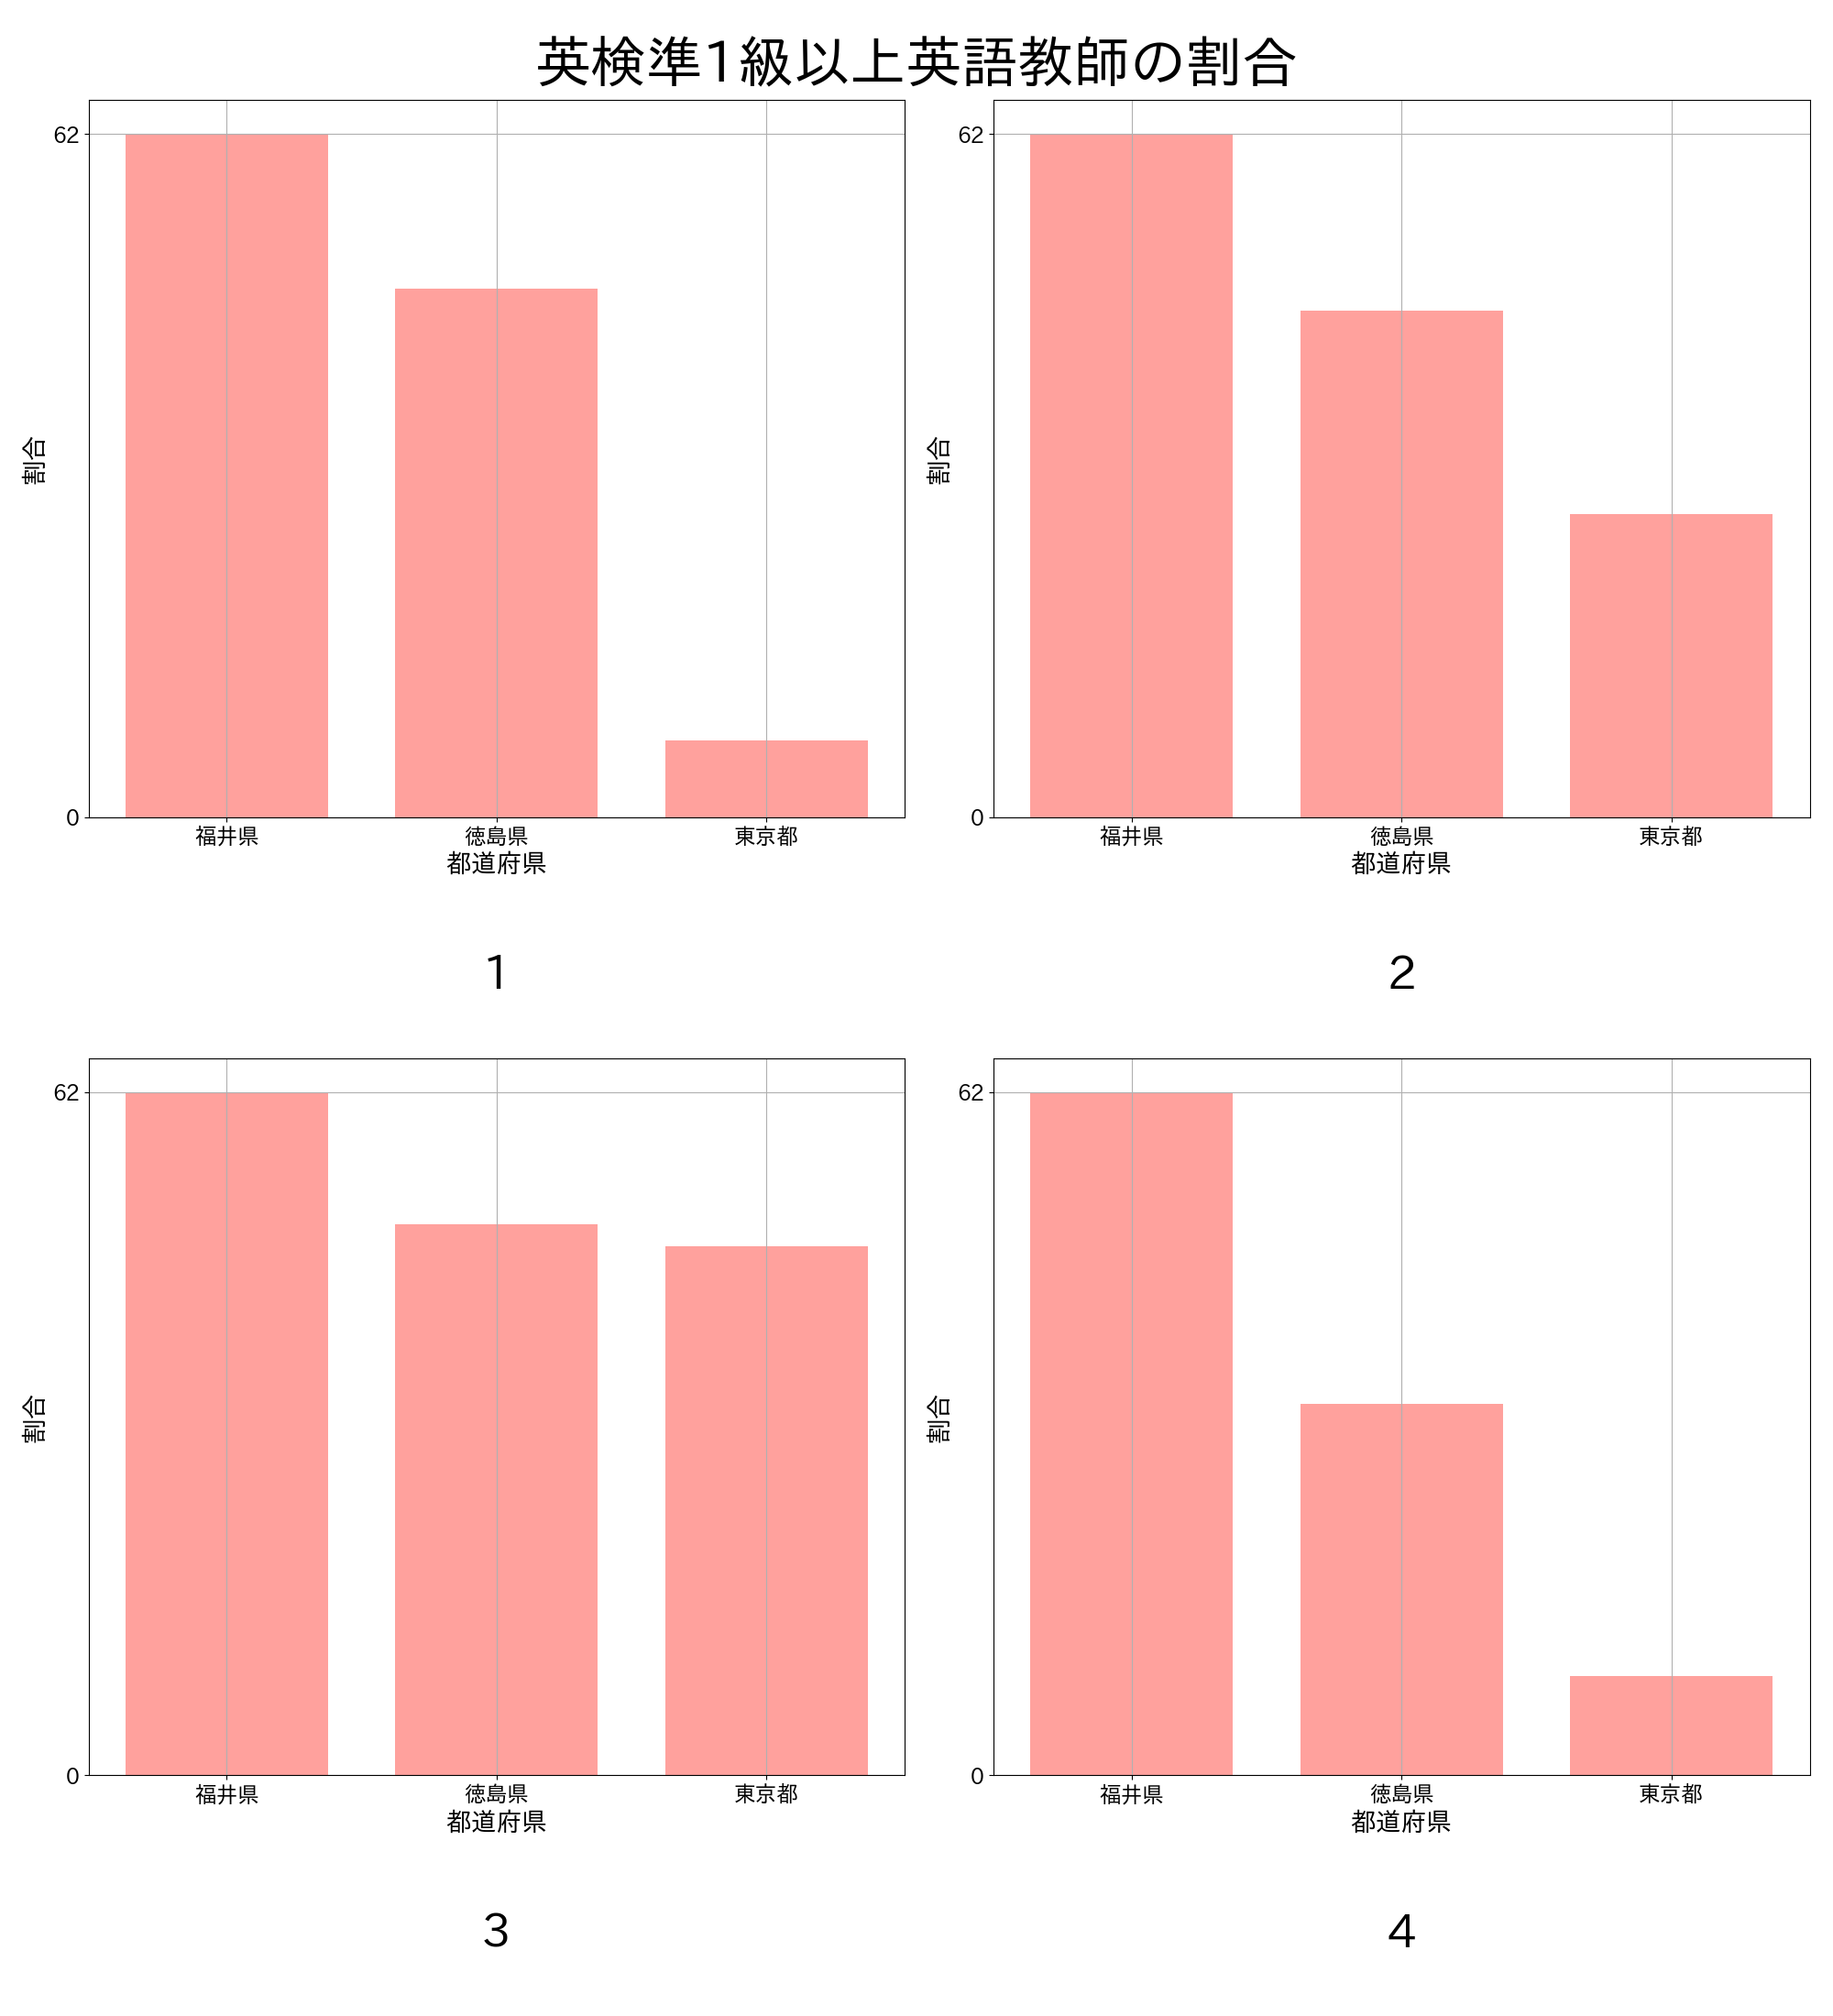 英検準1級以上英語教師の割合
62
割合
0
福井県 徳島県 東京都
都道府県
1
62
割合
0
福井県 徳島県 東京都
都道府県
2
62
割合
0
福井県 徳島県 東京都
都道府県
3
62
割合
0
福井県 徳島県 東京都
都道府県
4